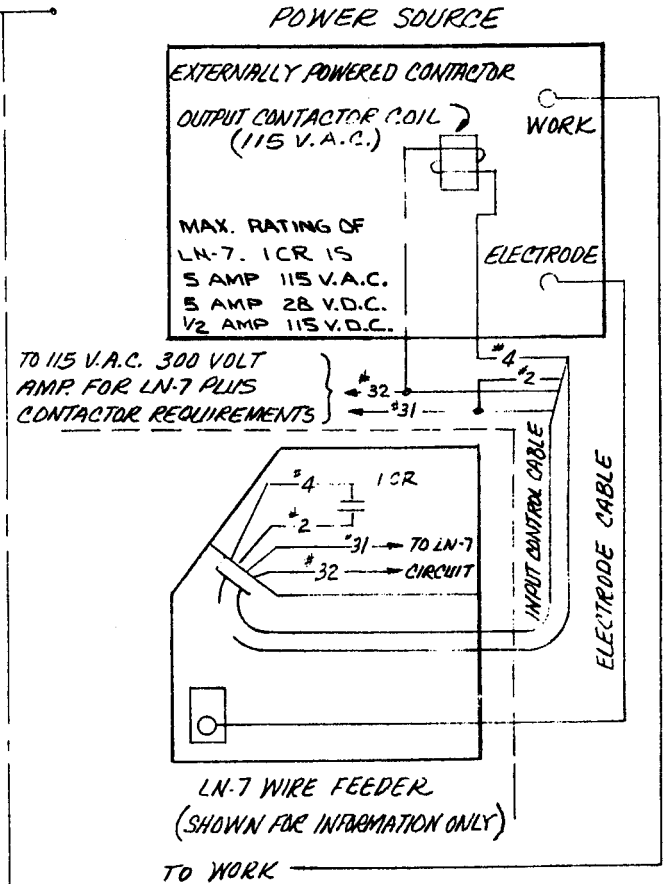 POWER SOURCE
EXTERNALLY POWERED CONTACTOR
OUTPUT CONTACTOR COIL
(115 V.A.C.)
WORK
MAX. RATING OF
LN-7. 1CR IS
5 AMP 115 V.A.C.
5 AMP 28 V.D.C.
1/2 AMP 115 V.D.C.
ELECTRODE
TO 115 V.A.C. 300 VOLT
AMP. FOR LN-7 PLUS
CONTACTOR REQUIREMENTS
#4
#2
#32
#31
#4
1CR
#2
#31 TO LN-7
#32 CIRCUIT
INPUT CONTROL CABLE
ELECTRODE CABLE
LN-7 WIRE FEEDER
(SHOWN FOR INFORMATION ONLY)
TO WORK